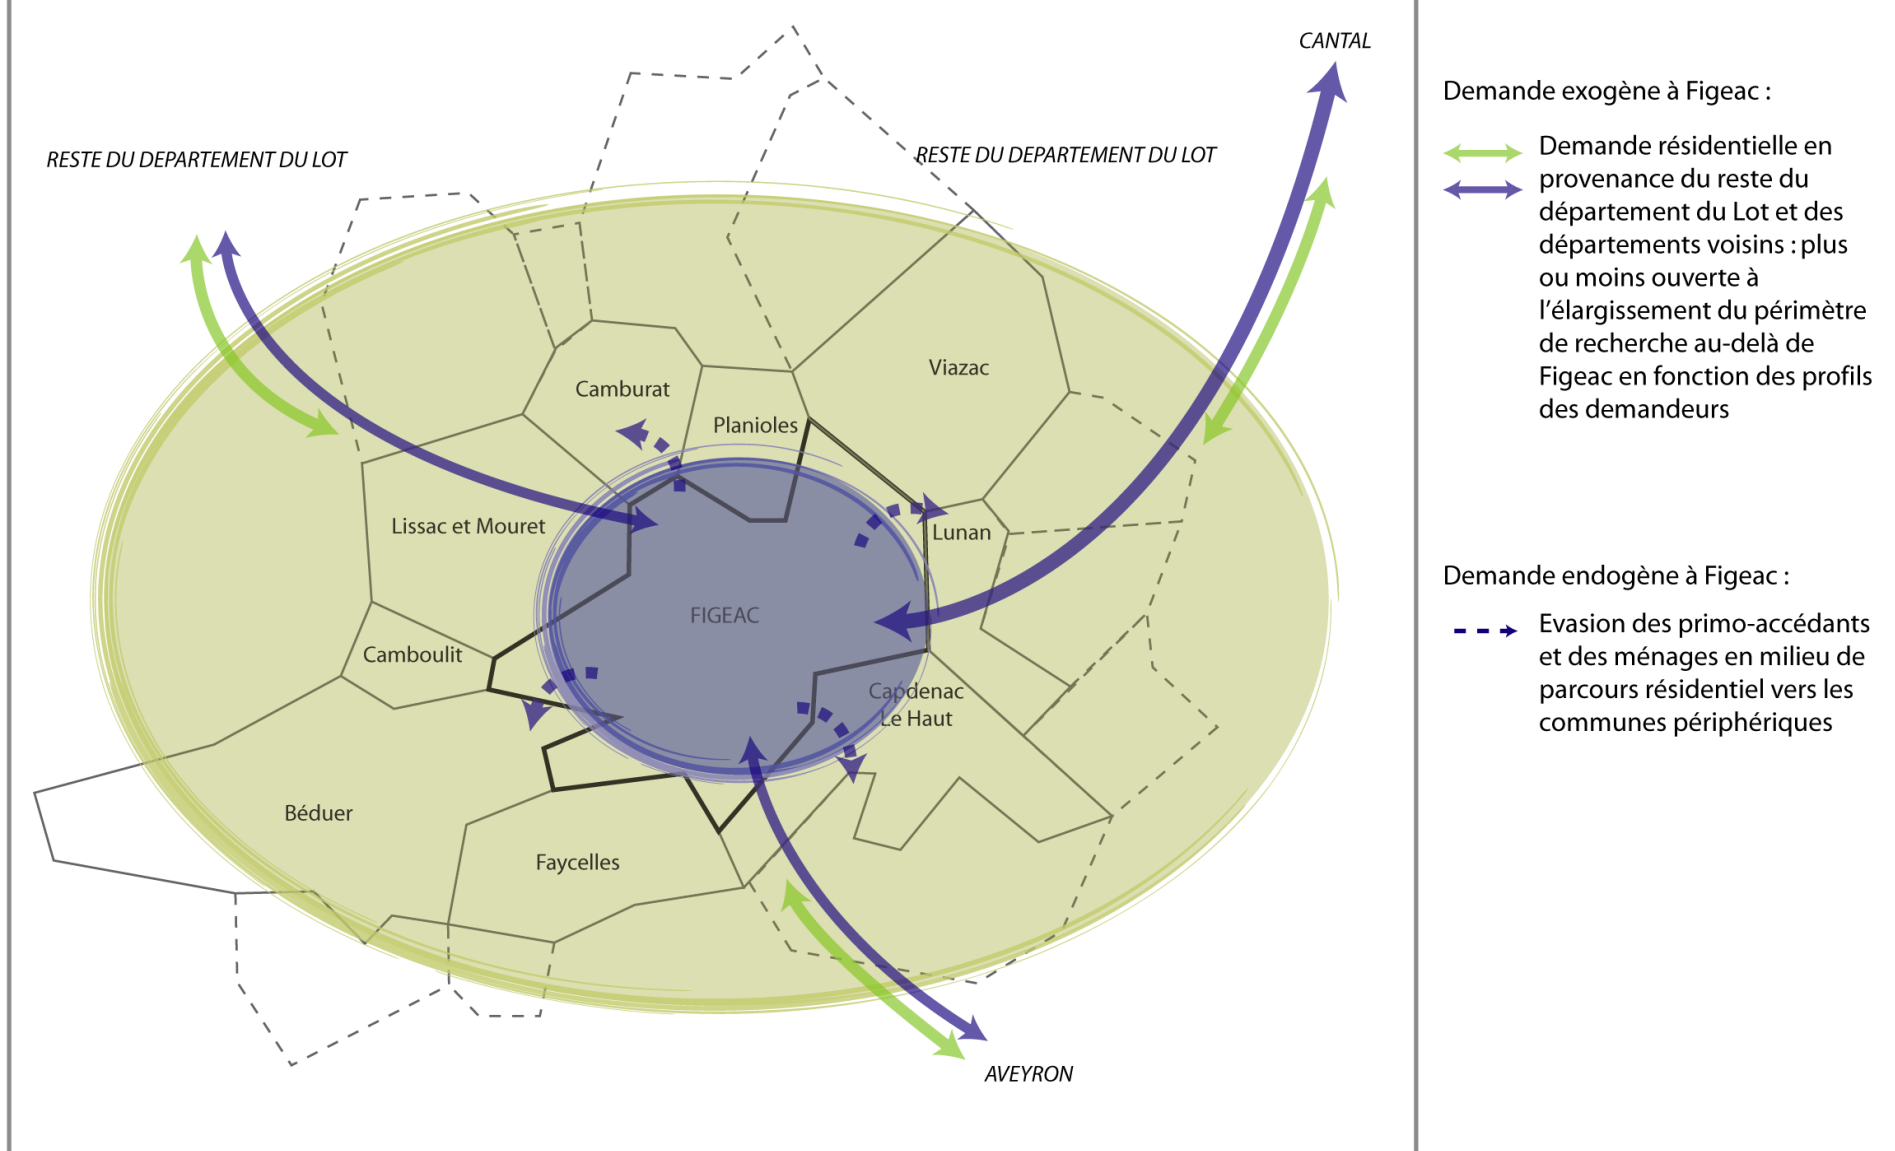 CANTAL
RESTE DU DEPARTEMENT DU LOT
RESTE DU DEPARTEMENT DU LOT
Viazac
Camburat
Planioles
Lissac et Mouret
Lunan
FIGEAC
Camboulit
Capdenac
Le Haut
Béduer
Faycelles
AVEYRON
Demande exogène à Figeac :
Demande résidentielle en
provenance du reste du
département du Lot et des
départements voisins : plus
ou moins ouverte à
l'élargissement du périmètre
de recherche au-delà de
Figeac en fonction des profils
des demandeurs
Demande endogène à Figeac :
Evasion des primo-accédants
et des ménages en milieu de
parcours résidentiel vers les
communes périphériques